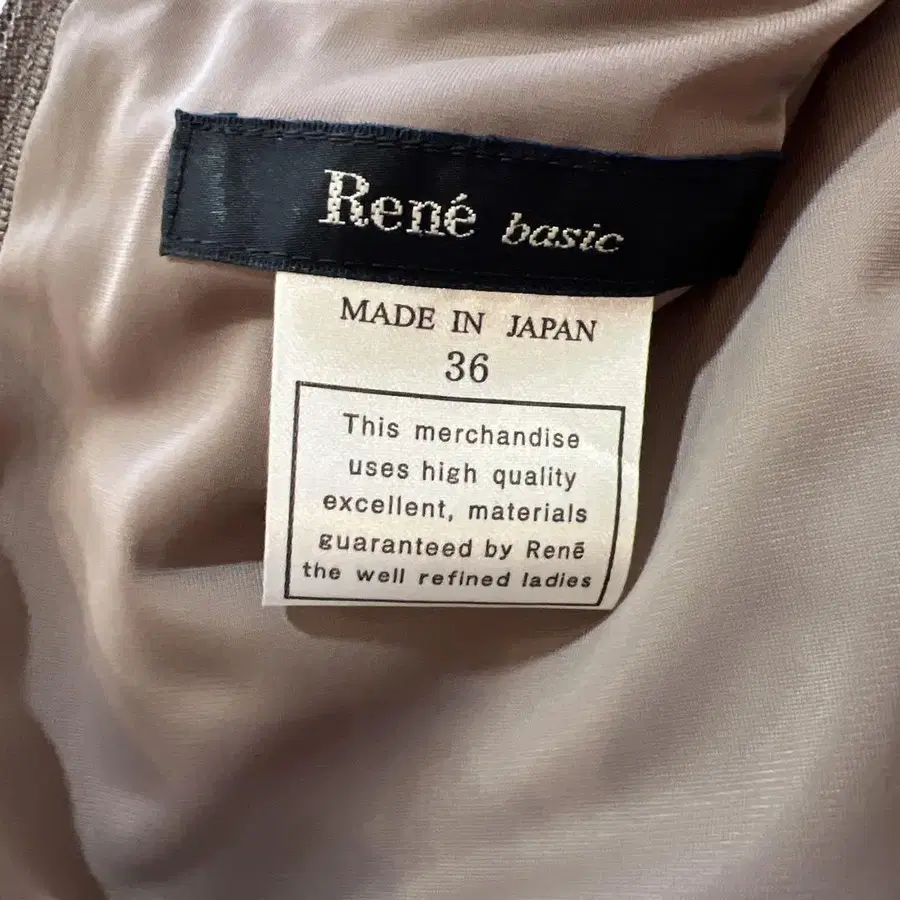 René basic
MADE IN JAPAN
36
This merchandise
uses high quality
excellent, materials
guaranteed by René
the well refined ladies